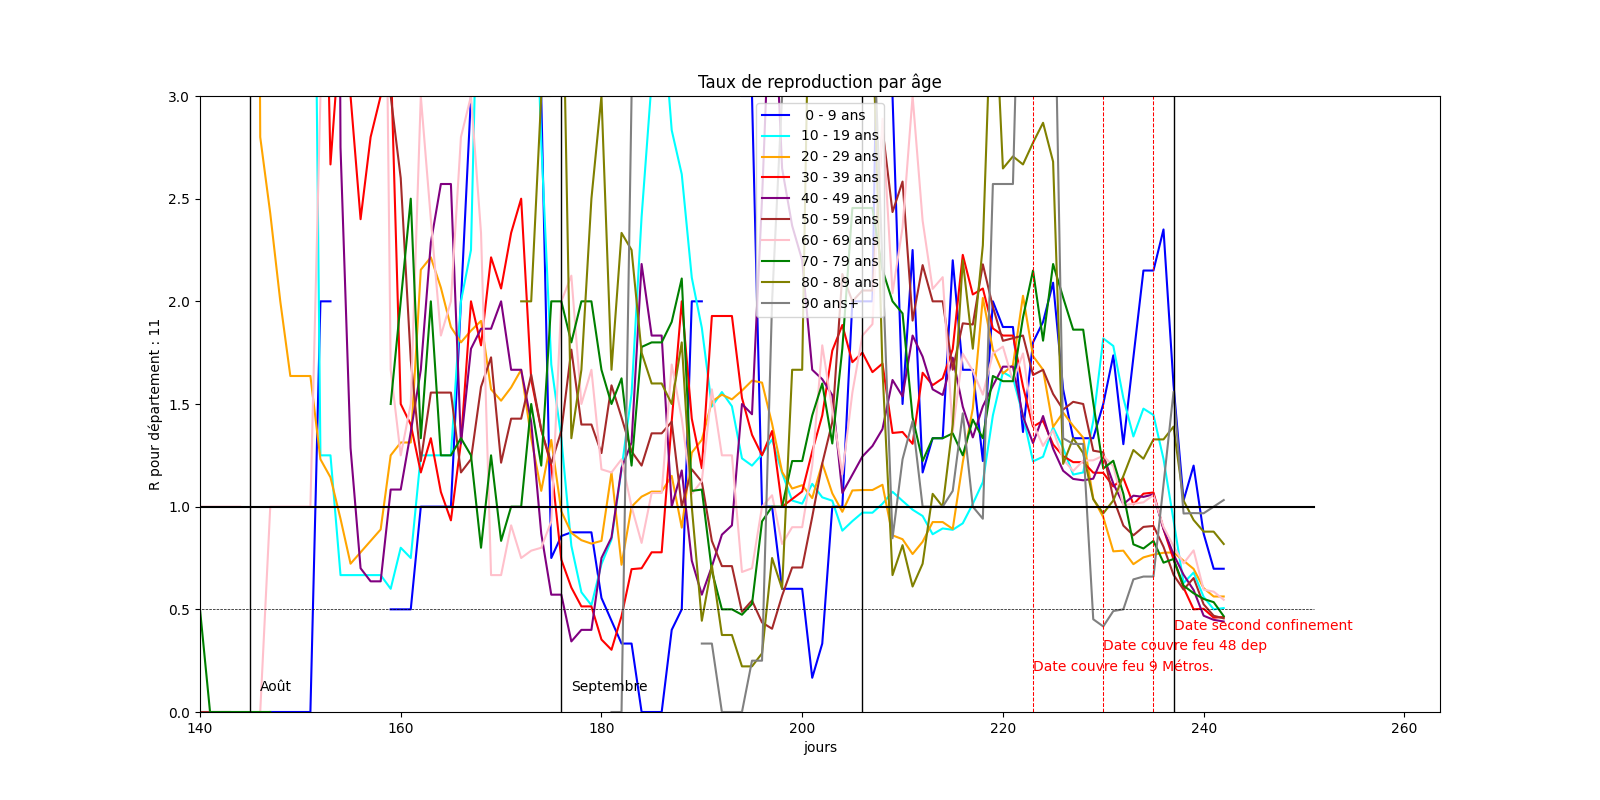 Taux de reproduction par âge
R pour département : 11
3.0
2.5
2.0
1.5
1.0
0.5
0.0
0 - 9 ans
10 - 19 ans
20 - 29 ans
30 - 39 ans
40 - 49 ans
50 - 59 ans
60 - 69 ans
70 - 79 ans
80 - 89 ans
90 ans+
Date second confinement
Date couvre feu 48 dep
Date couvre feu 9 Métros.
Août
Septembre
140 160 180 200 220 240 260
jours